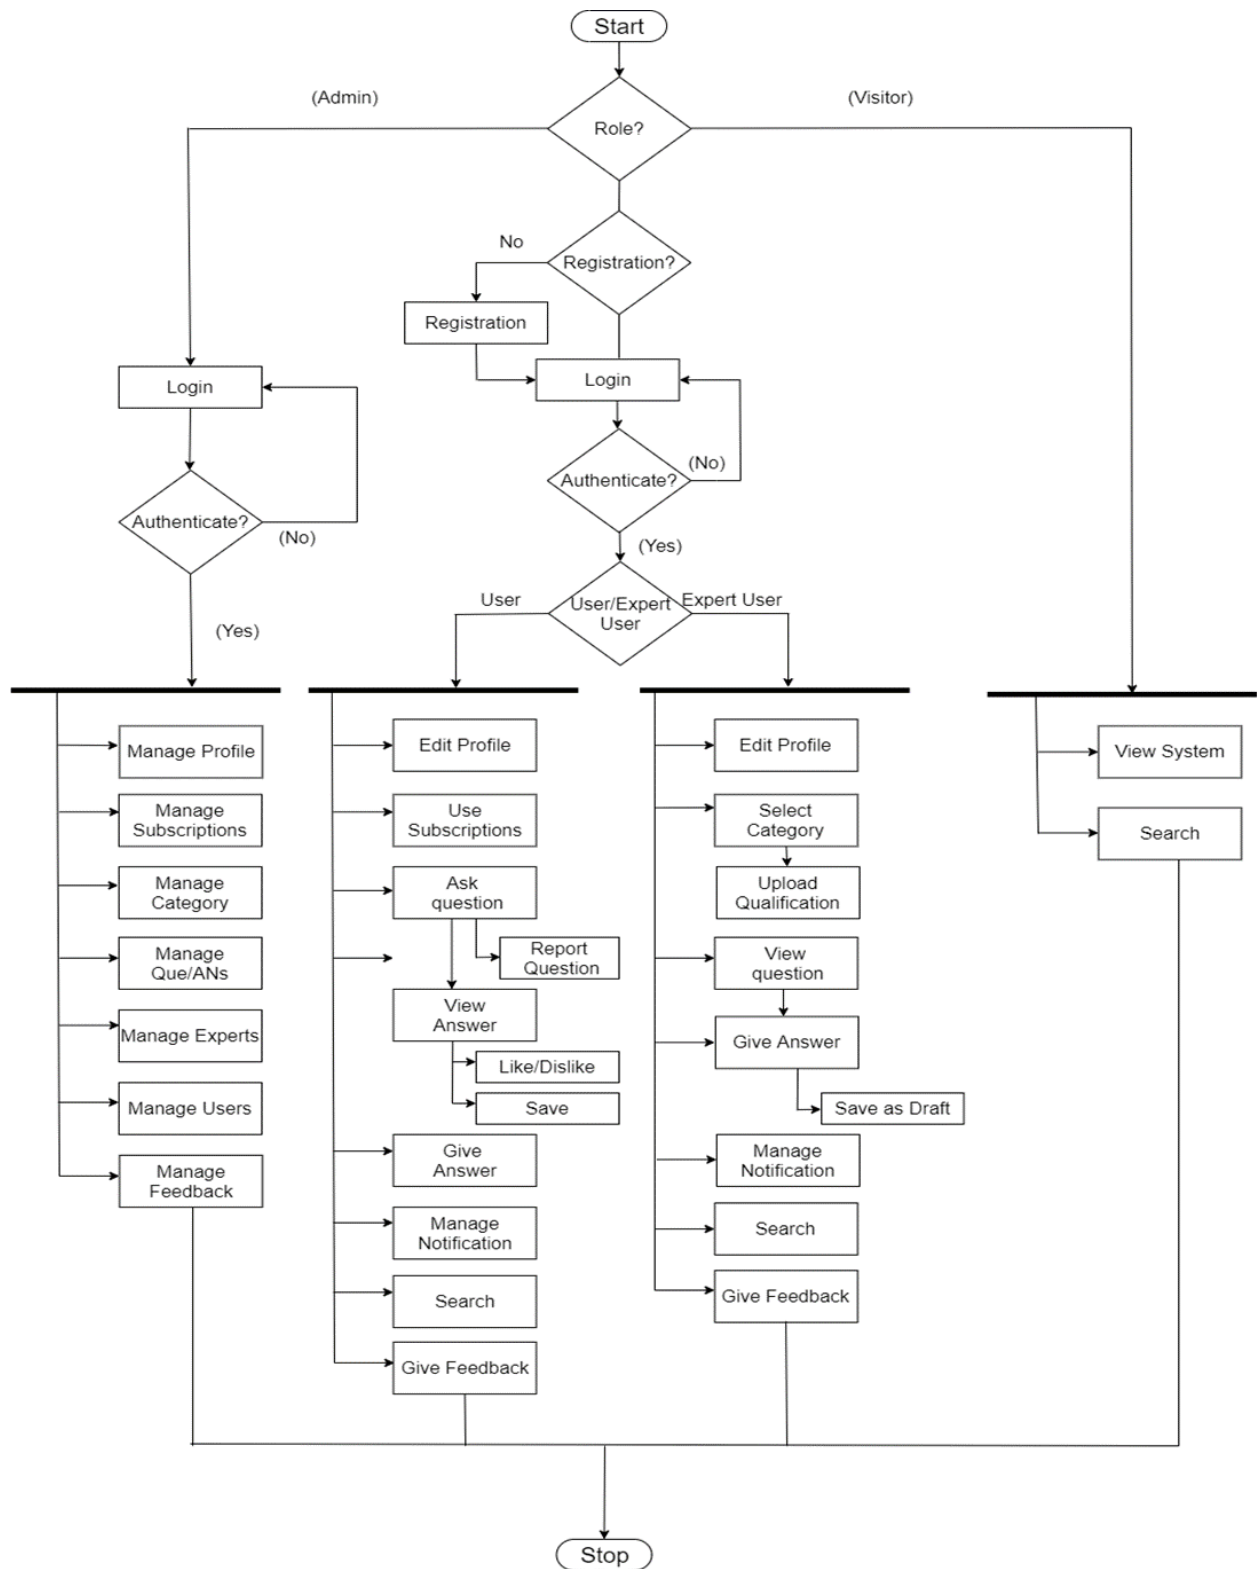 Start
(Admin)
(Visitor)
Role?
No
Registration?
Registration
Login
Login
Authenticate?
(No)
Authenticate?
(No)
(Yes)
User
User/Expert
User
Expert User
(Yes)
Manage Profile
Manage
Subscriptions
Manage
Category
Manage
Que/ANs
Manage Experts
Manage Users
Manage
Feedback
Edit Profile
Use
Subscriptions
Ask
question
Report
Question
View
Answer
Like/Dislike
Save
Give
Answer
Manage
Notification
Search
Give Feedback
Edit Profile
Select
Category
Upload
Qualification
View
question
Give Answer
Save as Draft
Manage
Notification
Search
Give Feedback
View System
Search
Stop